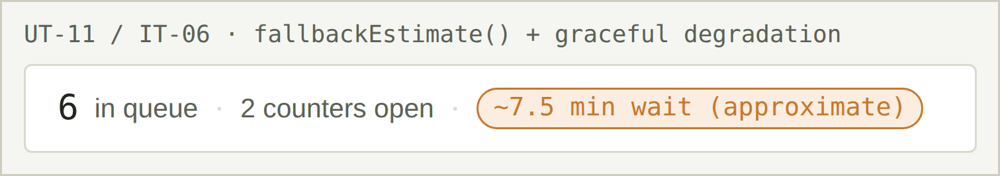 UT-11 / IT-06 · fallbackEstimate() + graceful degradation
6 in queue · 2 counters open · ~7.5 min wait (approximate)